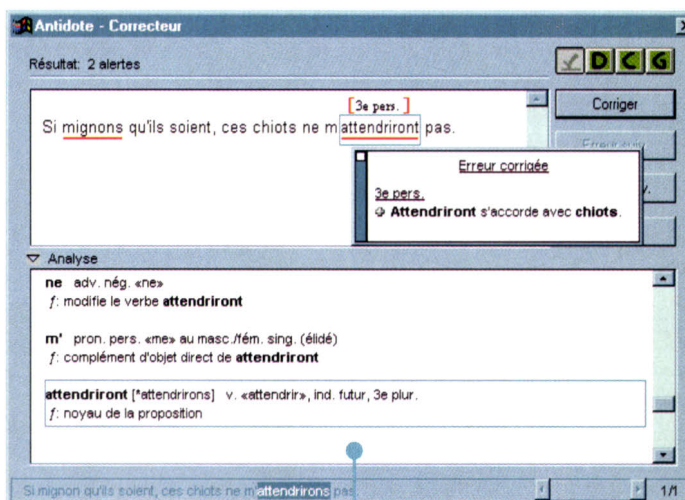 Antidote - Correcteur
Résultat: 2 alertes
D C G
[3e pers.]
Si mignons qu'ils soient, ces chiots ne m'attendriront pas.
Corriger
Erreur corrigée
3e pers.
Attendriront s'accorde avec chiots.
Analyse
ne adv. nég. «ne»
f: modifie le verbe attendriront
m' pron. pers. «me» au masc./fém. sing. (élidé)
f: complément d'objet direct de attendriront
attendriront [*attendrirons] v. «attendrir», ind. futur, 3e plur.
f: noyau de la proposition
Si mignon qu'ils soient, ces chiots ne m'attendrirons pas
1/1